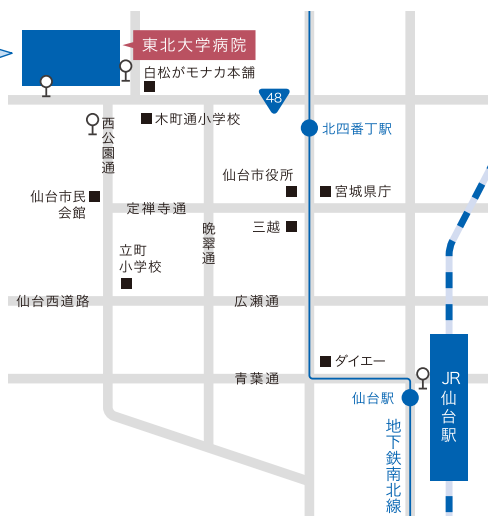 東北大学病院
白松がモナカ本舗
48
木町通小学校
北四番丁駅
西公園通
仙台市役所
宮城県庁
仙台市民
会館
定禅寺通
三越
晩翠通
立町
小学校
仙台西道路
広瀬通
ダイエー
青葉通
仙台駅
JR仙台駅
地下鉄南北線